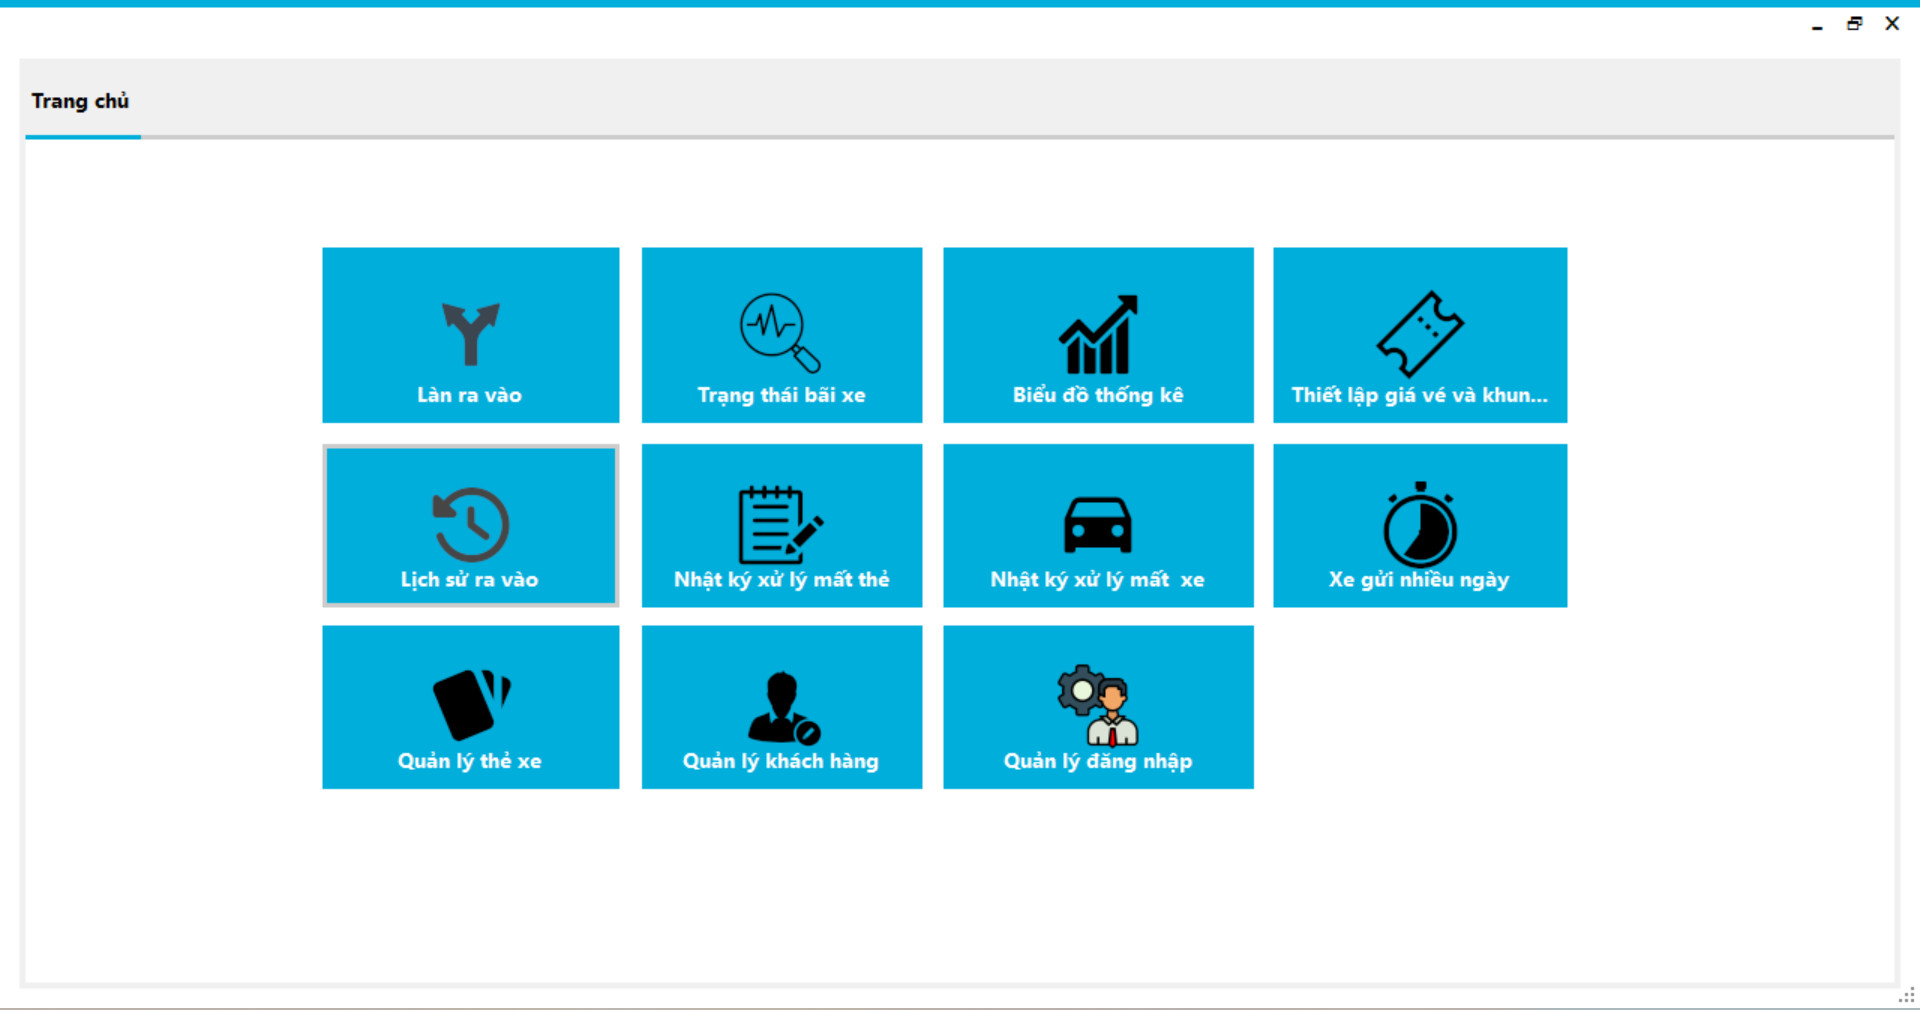 Trang chủ
Làn ra vào
Trạng thái bãi xe
Biểu đồ thống kê
Thiết lập giá vé và khun...
Lịch sử ra vào
Nhật ký xử lý mất thẻ
Nhật ký xử lý mất  xe
Xe gửi nhiều ngày
Quản lý thẻ xe
Quản lý khách hàng
Quản lý đăng nhập